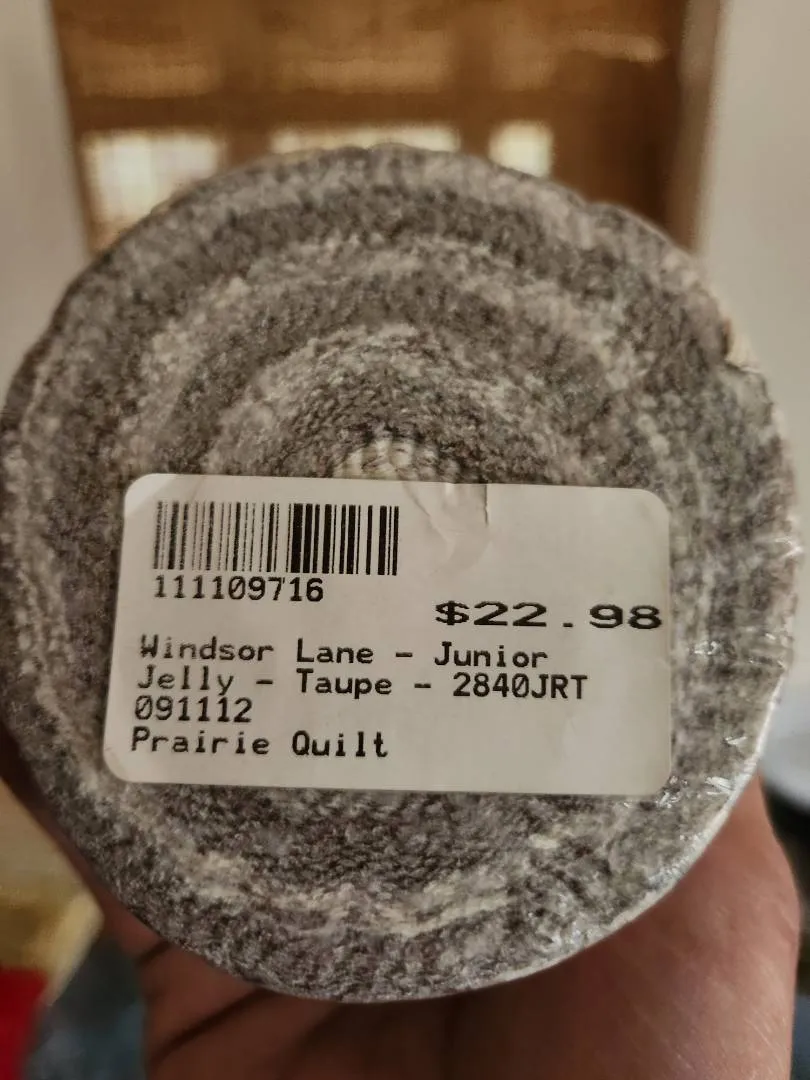 111109716
$22.98
Windsor Lane - Junior
Jelly - Taupe - 2840JRT
091112
Prairie Quilt